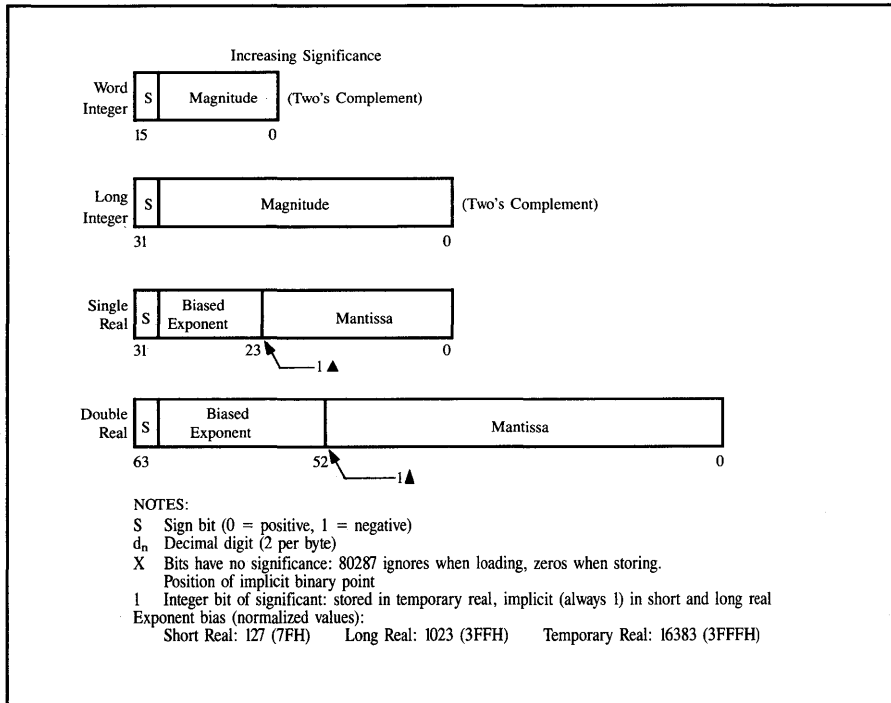 Increasing Significance
Word Integer
S
Magnitude
(Two's Complement)
15 0
Long Integer
S
Magnitude
(Two's Complement)
31 0
Single Real
S
Biased Exponent
Mantissa
31 23 0
1▲
Double Real
S
Biased Exponent
Mantissa
63 52 0
1▲
NOTES:
S Sign bit (0 = positive, 1 = negative)
dn Decimal digit (2 per byte)
X Bits have no significance: 80287 ignores when loading, zeros when storing.
Position of implicit binary point
1 Integer bit of significant: stored in temporary real, implicit (always 1) in short and long real
Exponent bias (normalized values):
Short Real: 127 (7FH) Long Real: 1023 (3FFH) Temporary Real: 16383 (3FFFH)